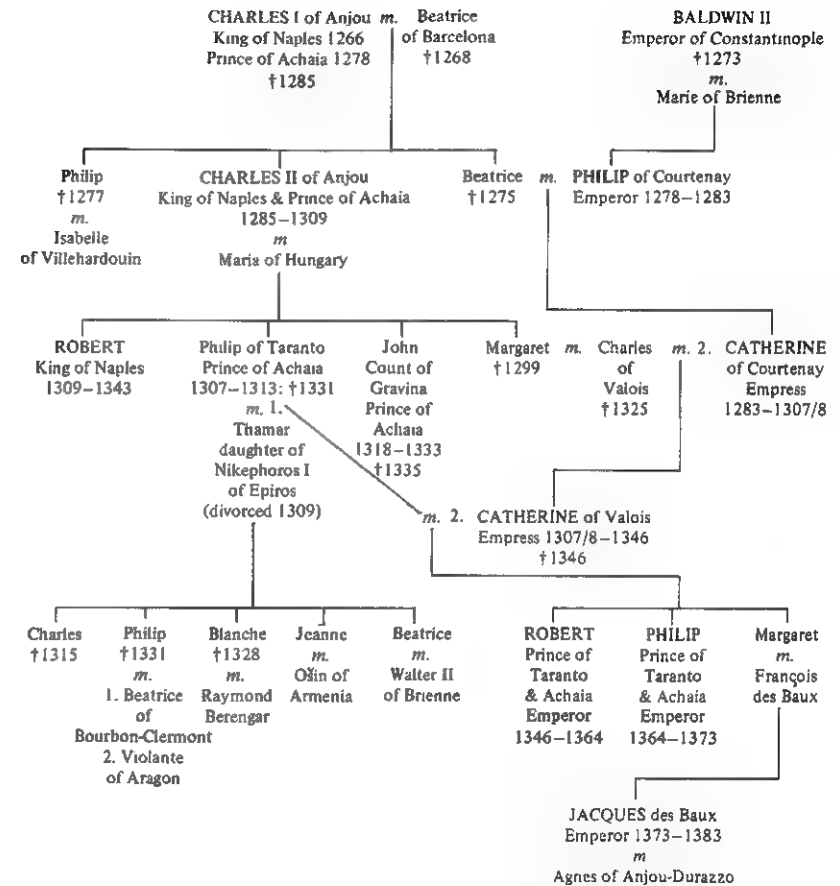 CHARLES I of Anjou m. Beatrice
King of Naples 1266 of Barcelona
Prince of Achaia 1278 †1268
†1285
BALDWIN II
Emperor of Constantinople
†1273
m.
Marie of Brienne
Philip
†1277
m.
Isabelle
of Villehardouin
CHARLES II of Anjou
King of Naples & Prince of Achaia
1285–1309
m
Maria of Hungary
Beatrice m. PHILIP of Courtenay
†1275 Emperor 1278–1283
ROBERT
King of Naples
1309–1343
Philip of Taranto
Prince of Achaia
1307–1313: †1331
m. 1.
Thamar
daughter of
Nikephoros I
of Epiros
(divorced 1309)
John
Count of
Gravina
Prince of
Achaia
1318–1333
†1335
Margaret m. Charles m. 2. CATHERINE
†1299 of of Courtenay
Valois Empress
†1325 1283–1307/8
m. 2. CATHERINE of Valois
Empress 1307/8–1346
†1346
Charles
†1315
Philip
†1331
m.
1. Beatrice
of
Bourbon-Clermont
2. Violante
of Aragon
Blanche
†1328
m.
Raymond
Berengar
Jeanne
m.
Ošin of
Armenia
Beatrice
m.
Walter II
of Brienne
ROBERT
Prince of
Taranto
& Achaia
Emperor
1346–1364
PHILIP
Prince of
Taranto
& Achaia
Emperor
1364–1373
Margaret
m.
François
des Baux
JACQUES des Baux
Emperor 1373–1383
m
Agnes of Anjou-Durazzo